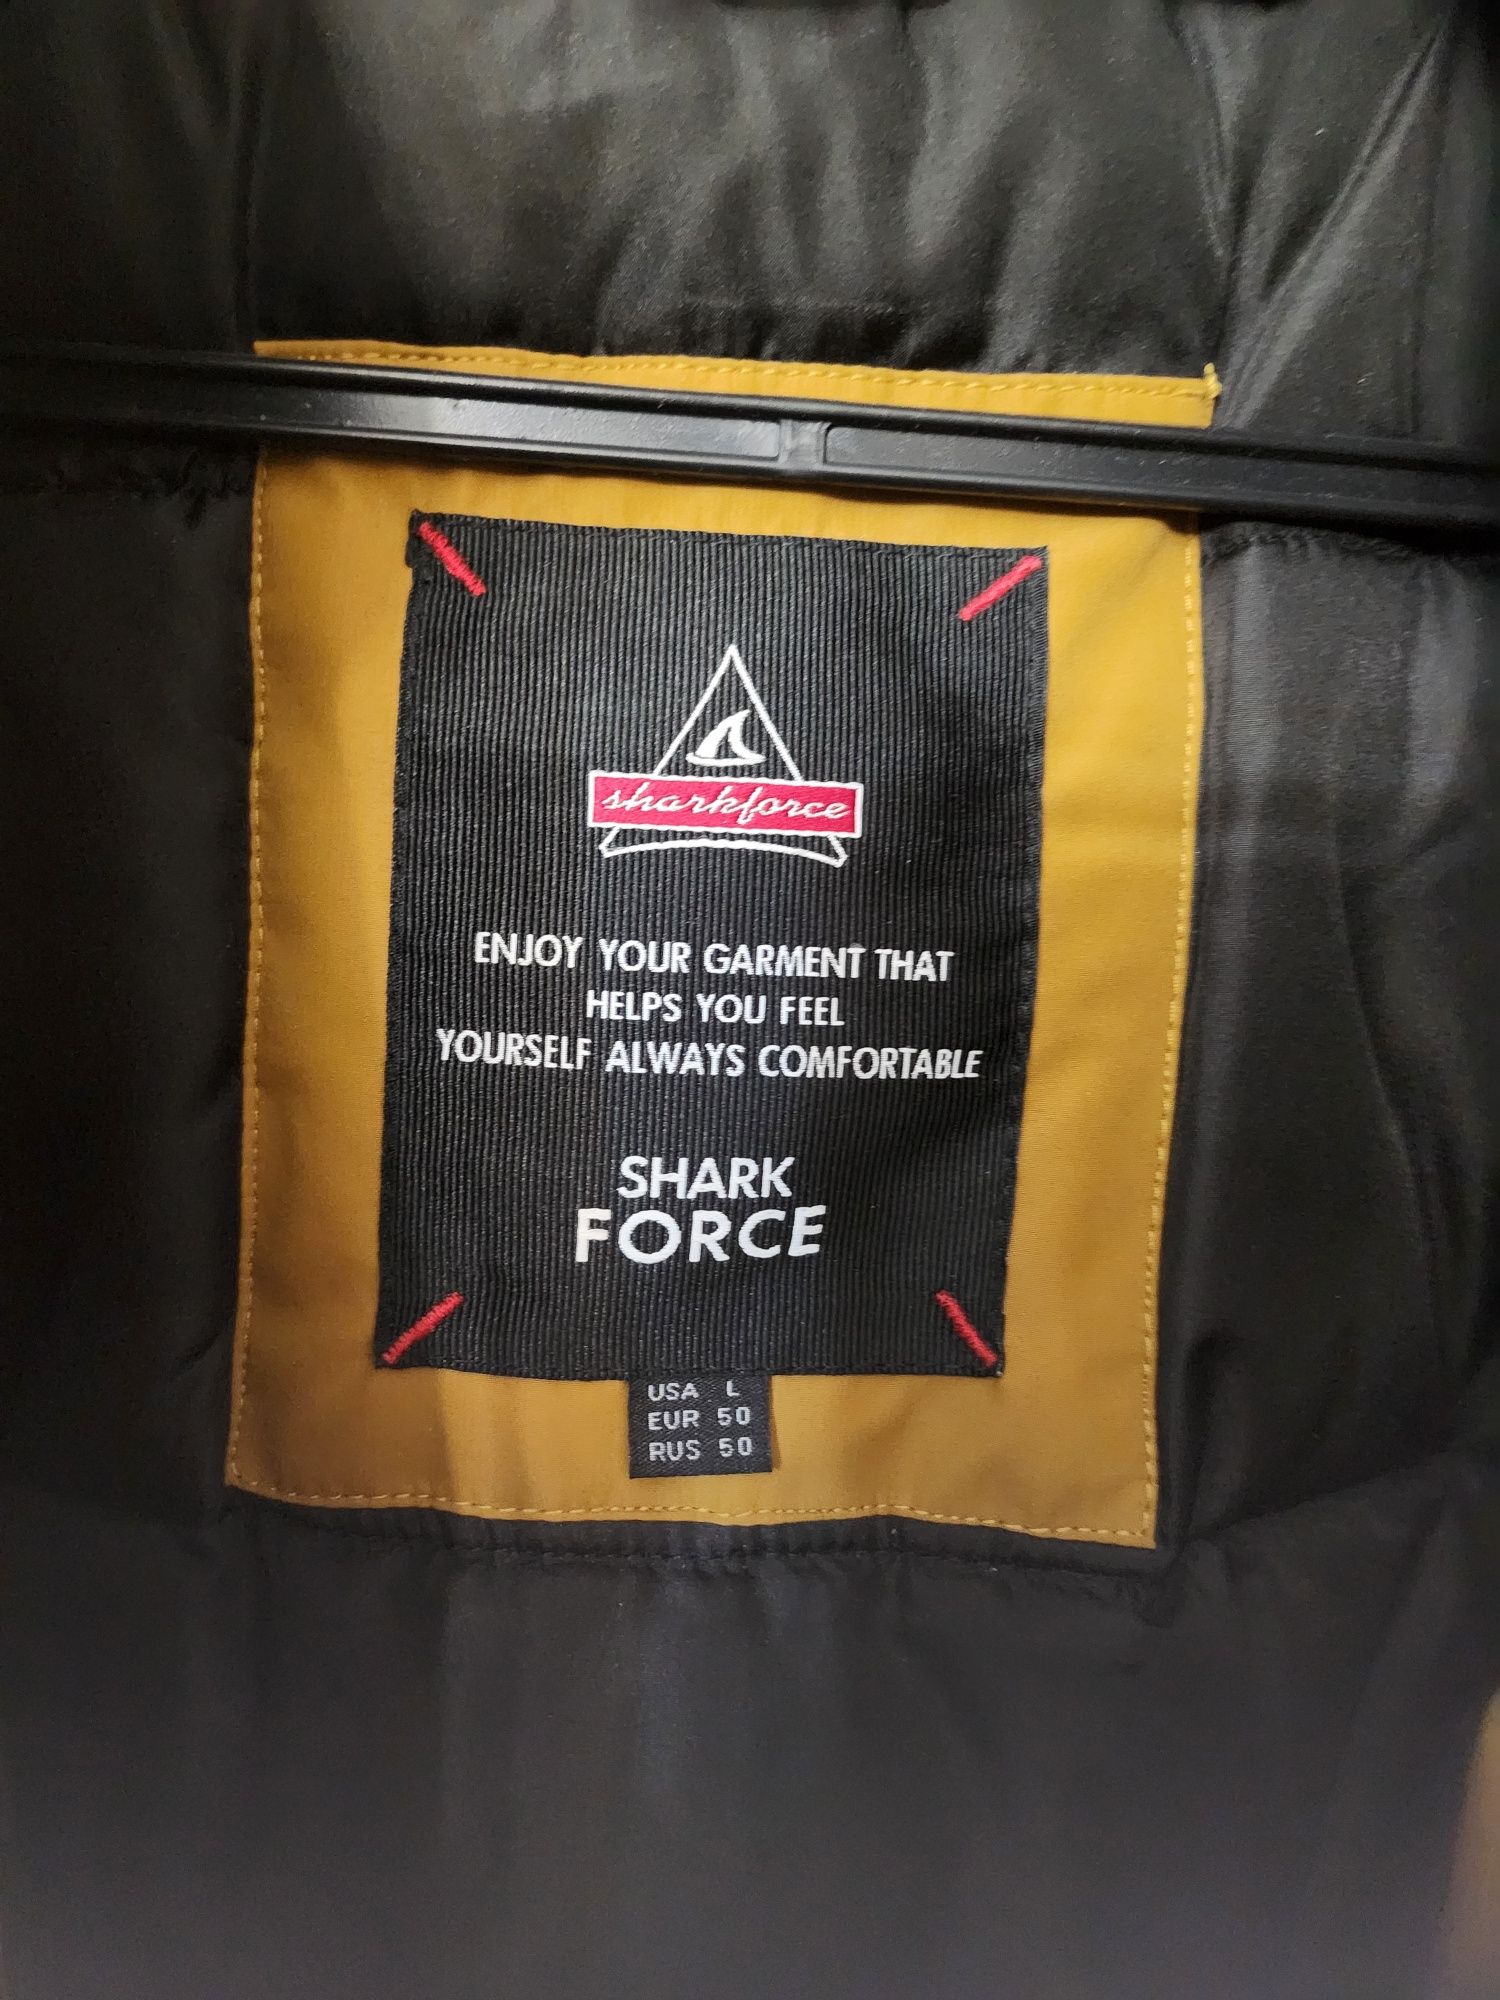 sharkforce
ENJOY YOUR GARMENT THAT
HELPS YOU FEEL
YOURSELF ALWAYS COMFORTABLE
SHARK
FORCE
USA L
EUR 50
RUS 50